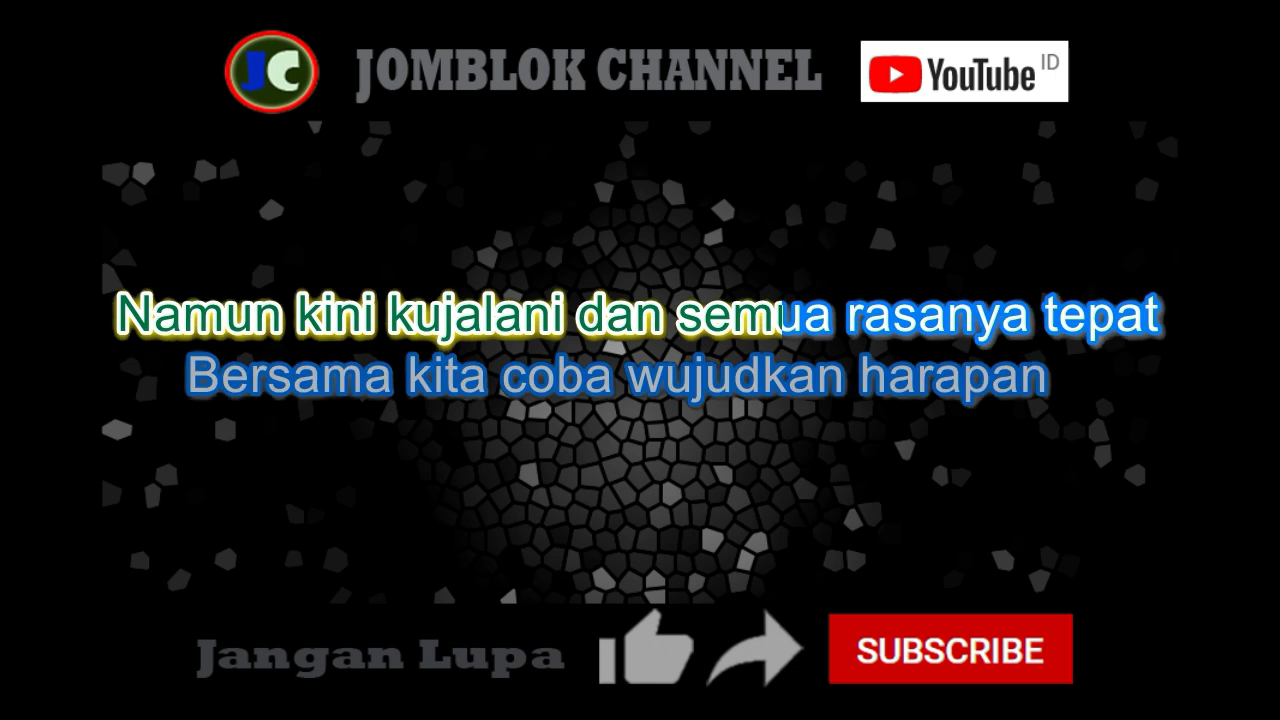 JC JOMBLOK CHANNEL YouTube ID
Namun kini kujalani dan semua rasanya tepat
Bersama kita coba wujudkan harapan
Jangan Lupa SUBSCRIBE